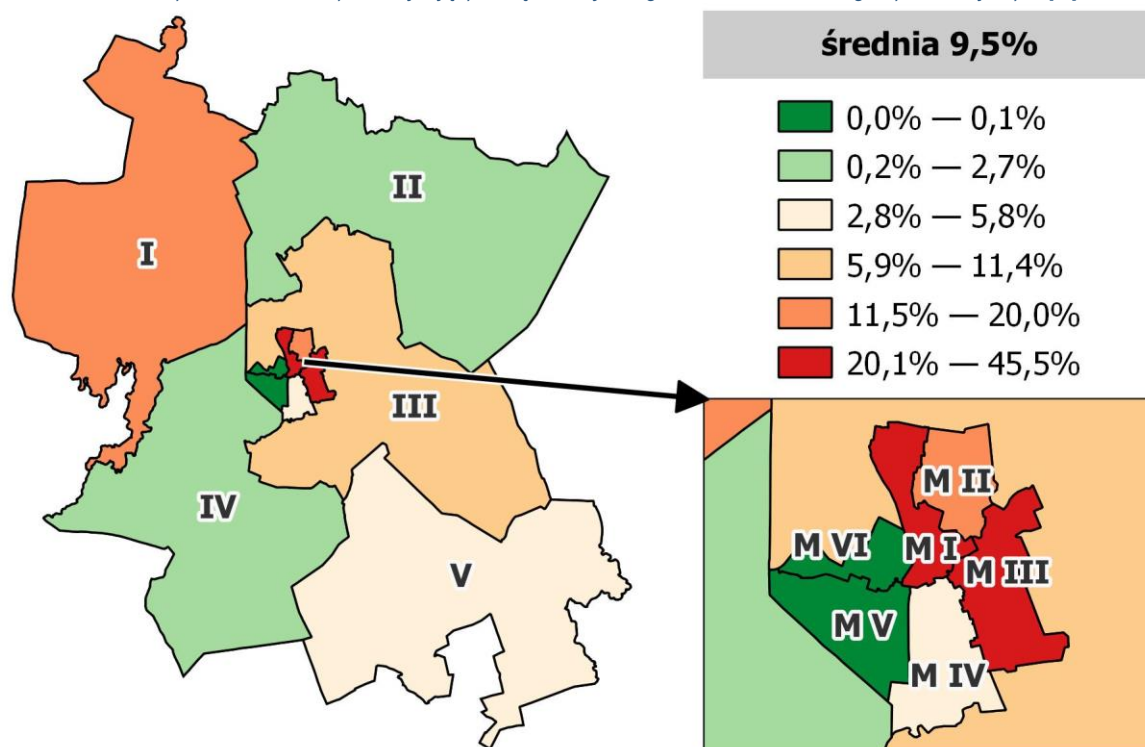 średnia 9,5%
0,0% — 0,1%
0,2% — 2,7%
2,8% — 5,8%
5,9% — 11,4%
11,5% — 20,0%
20,1% — 45,5%
I
II
III
IV
V
M II
M VI
M I
M III
M V
M IV